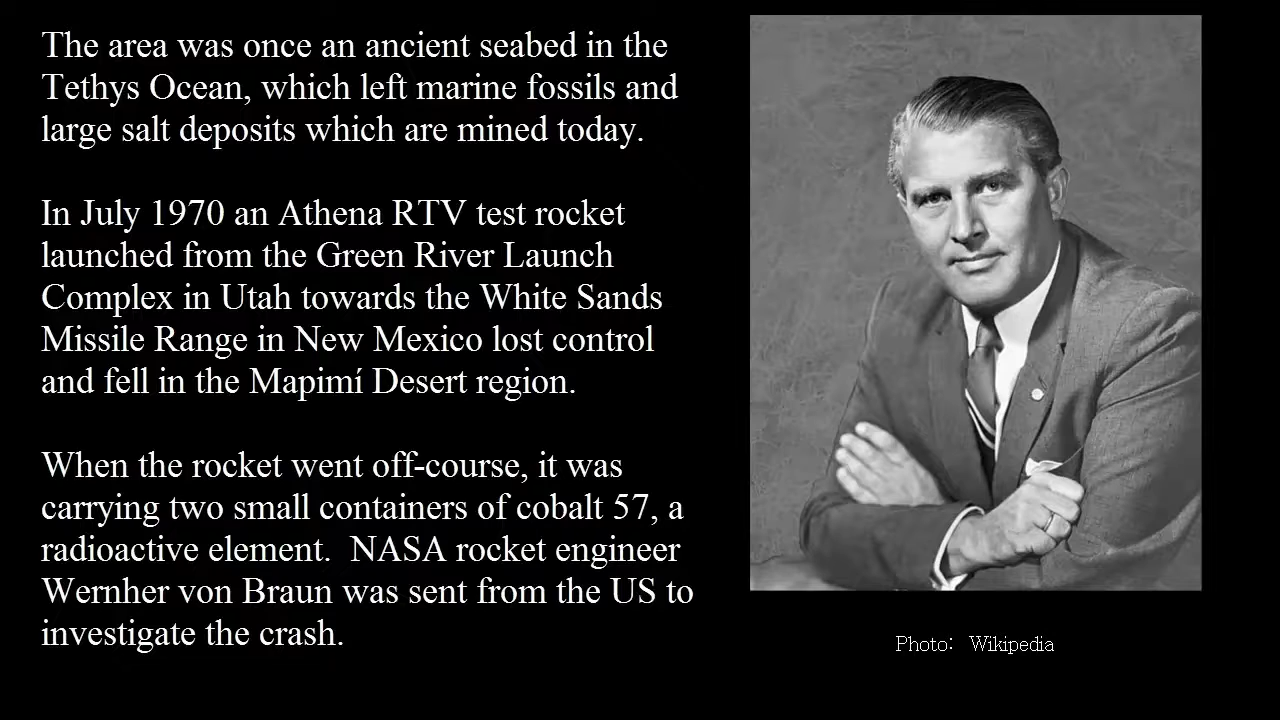 The area was once an ancient seabed in the
Tethys Ocean, which left marine fossils and
large salt deposits which are mined today.
In July 1970 an Athena RTV test rocket
launched from the Green River Launch
Complex in Utah towards the White Sands
Missile Range in New Mexico lost control
and fell in the Mapimí Desert region.
When the rocket went off-course, it was
carrying two small containers of cobalt 57, a
radioactive element.  NASA rocket engineer
Wernher von Braun was sent from the US to
investigate the crash.
Photo:  Wikipedia